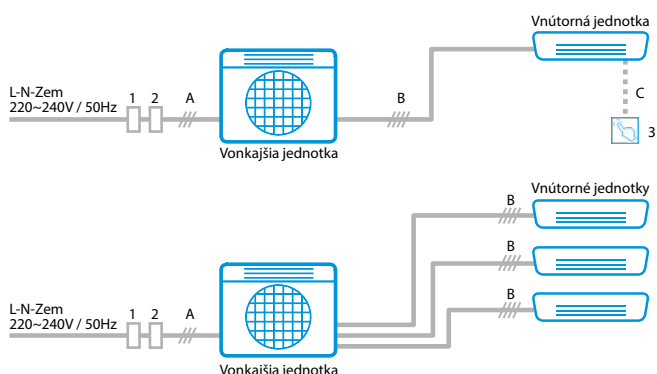 Vnútorná jednotka
L-N-Zem
220~240V / 50Hz
1 2 A B
C
3
Vonkajšia jednotka
Vnútorné jednotky
B
B
B
L-N-Zem
220~240V / 50Hz
1 2 A
Vonkajšia jednotka